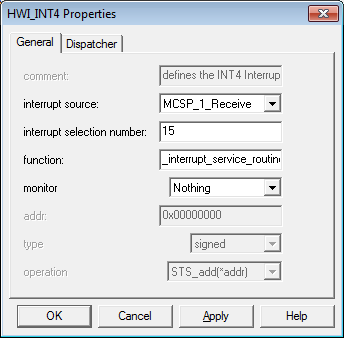 HWI_INT4 Properties
General Dispatcher
comment: defines the INT4 Interrup
interrupt source: MCSP_1_Receive
interrupt selection number: 15
function: _interrupt_service_routin
monitor Nothing
addr: 0x00000000
type signed
operation STS_add(*addr)
OK Cancel Apply Help